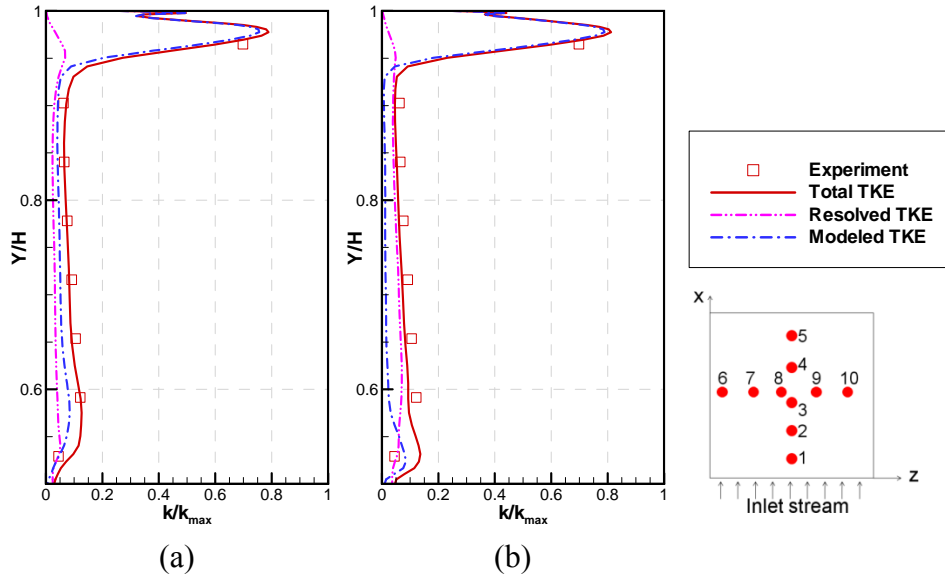 1
0.8
0.6
Y/H
0
0.2
0.4
0.6
0.8
1
k/k_max
(a)
1
0.8
0.6
Y/H
0
0.2
0.4
0.6
0.8
1
k/k_max
(b)
Experiment
Total TKE
Resolved TKE
Modeled TKE
X
5
4
6 7 8 9 10
3
2
1
Z
Inlet stream